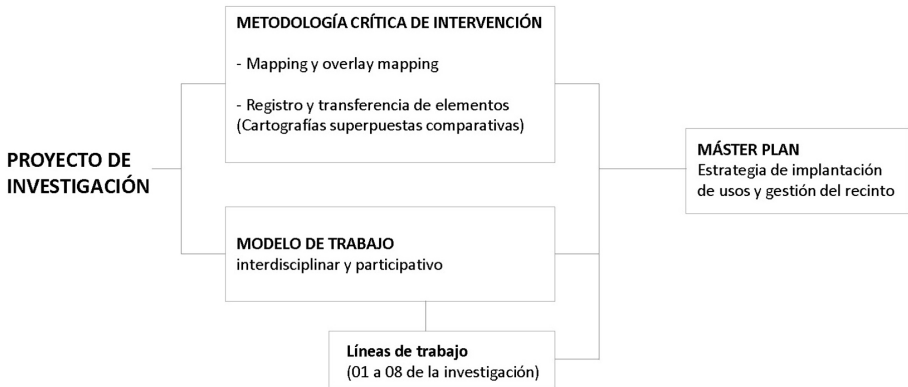 PROYECTO DE
INVESTIGACIÓN
METODOLOGÍA CRÍTICA DE INTERVENCIÓN
- Mapping y overlay mapping
- Registro y transferencia de elementos
(Cartografías superpuestas comparativas)
MODELO DE TRABAJO
interdisciplinar y participativo
Líneas de trabajo
(01 a 08 de la investigación)
MÁSTER PLAN
Estrategia de implantación
de usos y gestión del recinto